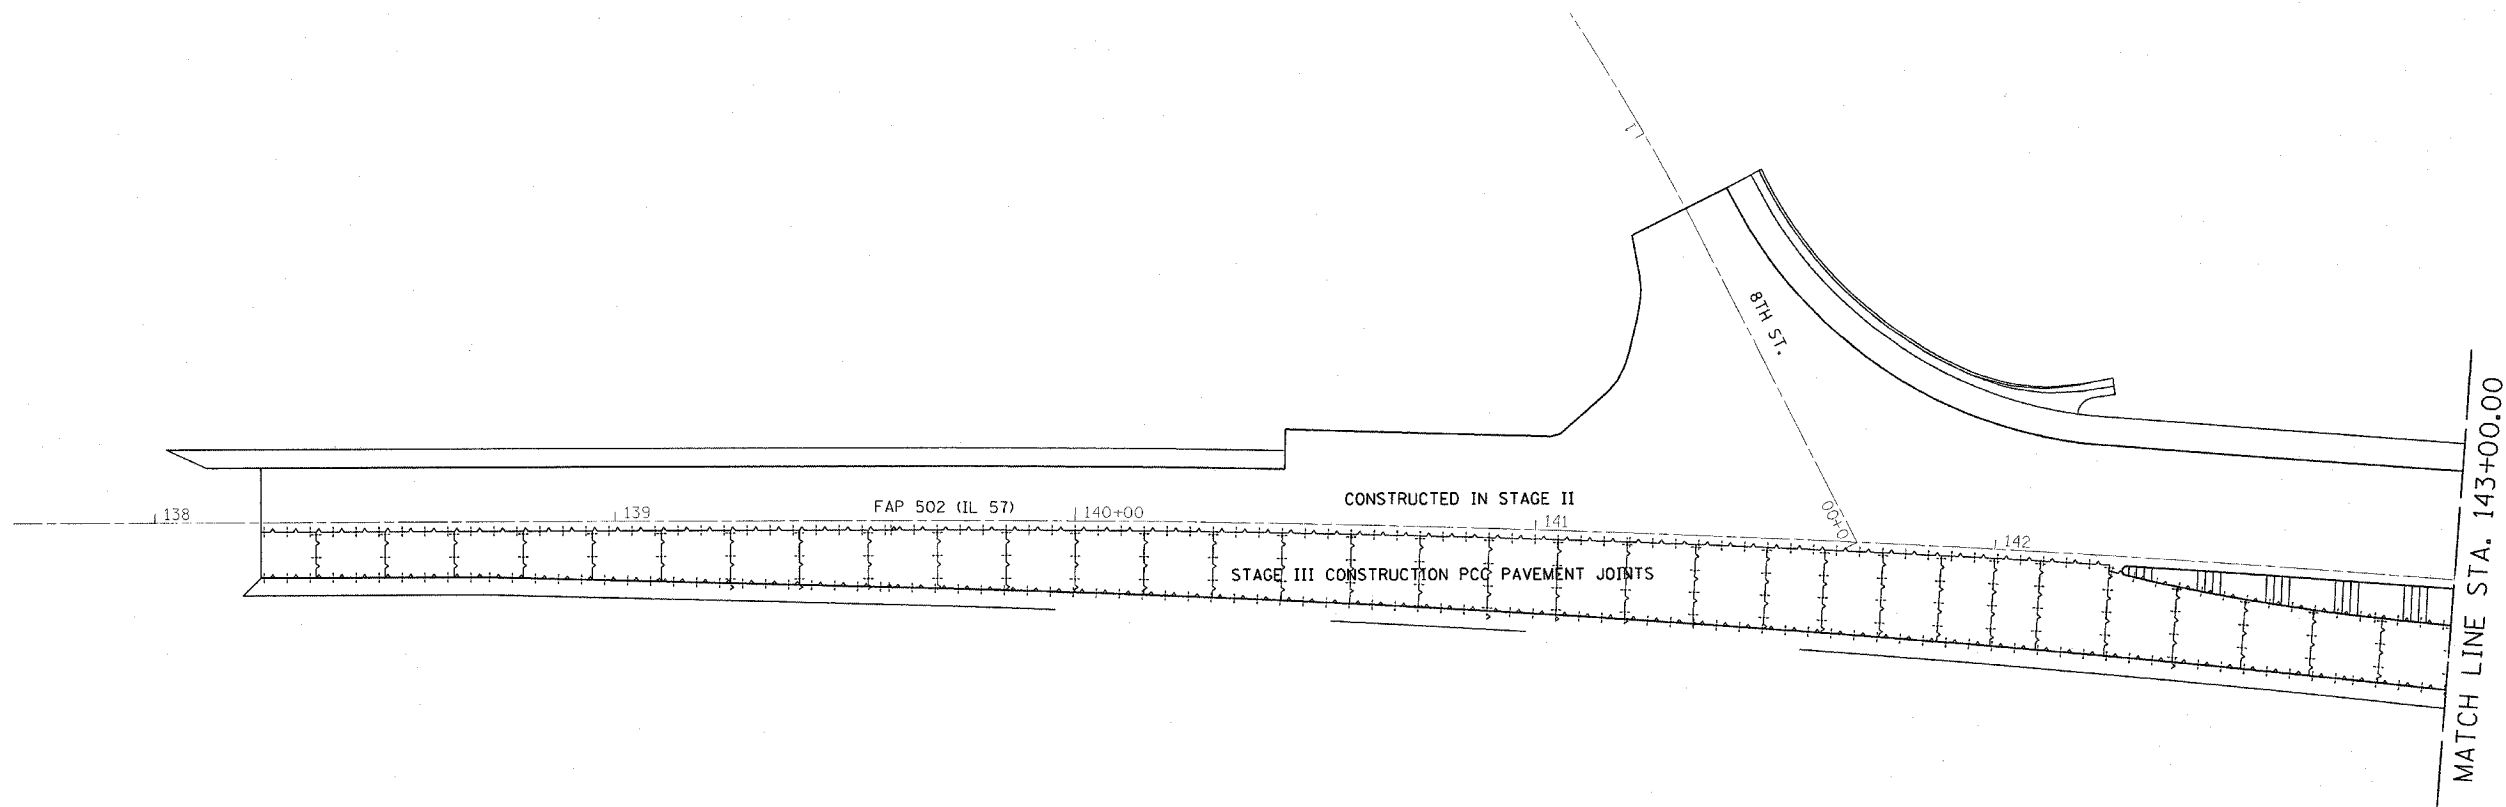 138
139
FAP 502 (IL 57)
140+00
CONSTRUCTED IN STAGE II
141
142
STAGE III CONSTRUCTION PCC PAVEMENT JOINTS
11
8TH ST.
0+00
MATCH LINE STA. 143+00.00